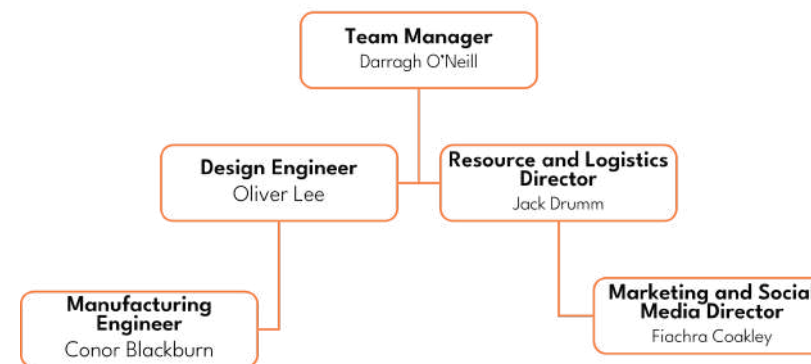 Team Manager
Darragh O'Neill
Design Engineer
Oliver Lee
Resource and Logistics
Director
Jack Drumm
Manufacturing
Engineer
Conor Blackburn
Marketing and Social
Media Director
Fiachra Coakley